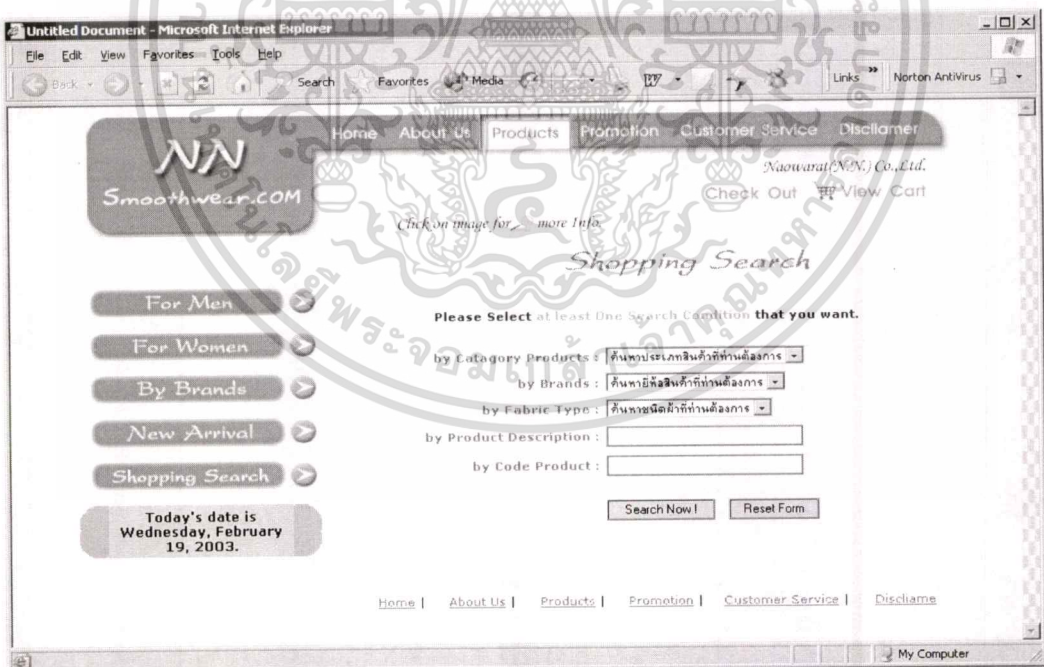 Untitled Document - Microsoft Internet Explorer
File Edit View Favorites Tools Help
Back Search Favorites Media Links » Norton AntiVirus
Home About Us Products Promotion Customer Service Discliamer
NN
Smoothwear.COM
Naowarat(N.N.) Co.,Ltd.
Check Out View Cart
Click on image for more Info.
Shopping Search
For Men
For Women
By Brands
New Arrival
Shopping Search
Today's date is
Wednesday, February
19, 2003.
Please Select at least One Search Condition that you want.
by Catagory Products : ค้นหาประเภทสินค้าที่ท่านต้องการ
by Brands : ค้นหายี่ห้อสินค้าที่ท่านต้องการ
by Fabric Type : ค้นหาชนิดผ้าที่ท่านต้องการ
by Product Description :
by Code Product :
Search Now ! Reset Form
Home | About Us | Products | Promotion | Customer Service | Discliame
My Computer